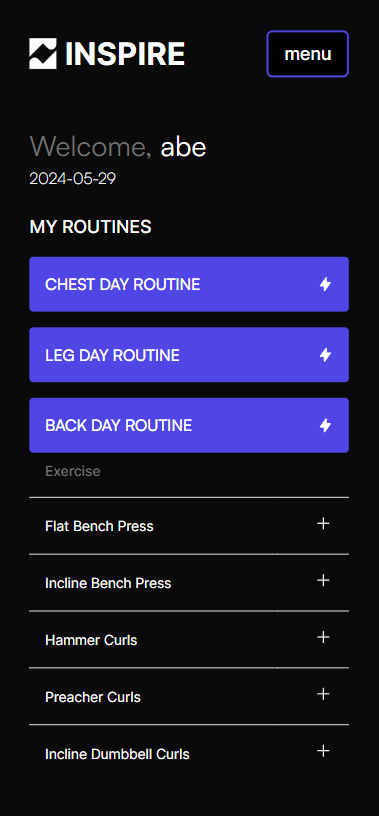 INSPIRE
menu
Welcome, abe
2024-05-29
MY ROUTINES
CHEST DAY ROUTINE
LEG DAY ROUTINE
BACK DAY ROUTINE
Exercise
Flat Bench Press
Incline Bench Press
Hammer Curls
Preacher Curls
Incline Dumbbell Curls